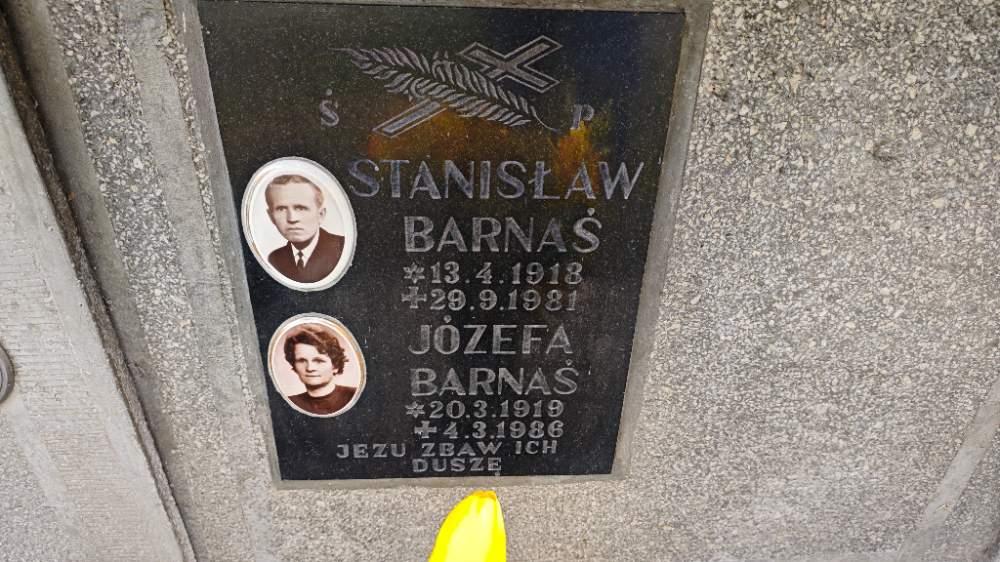 Ś P
STANISŁAW
BARNAŚ
*13.4.1918
✝29.9.1981
JÓZEFA
BARNAŚ
*20.3.1919
✝4.3.1986
JEZU ZBAW ICH
DUSZĘ